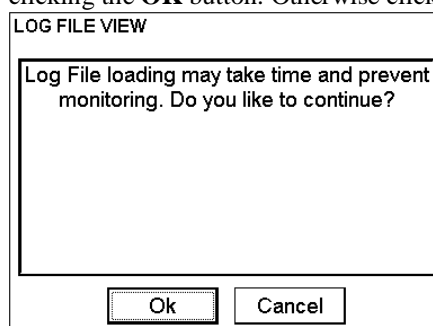 clicking the OK button. Otherwise click
LOG FILE VIEW
Log File loading may take time and prevent
monitoring. Do you like to continue?
Ok Cancel